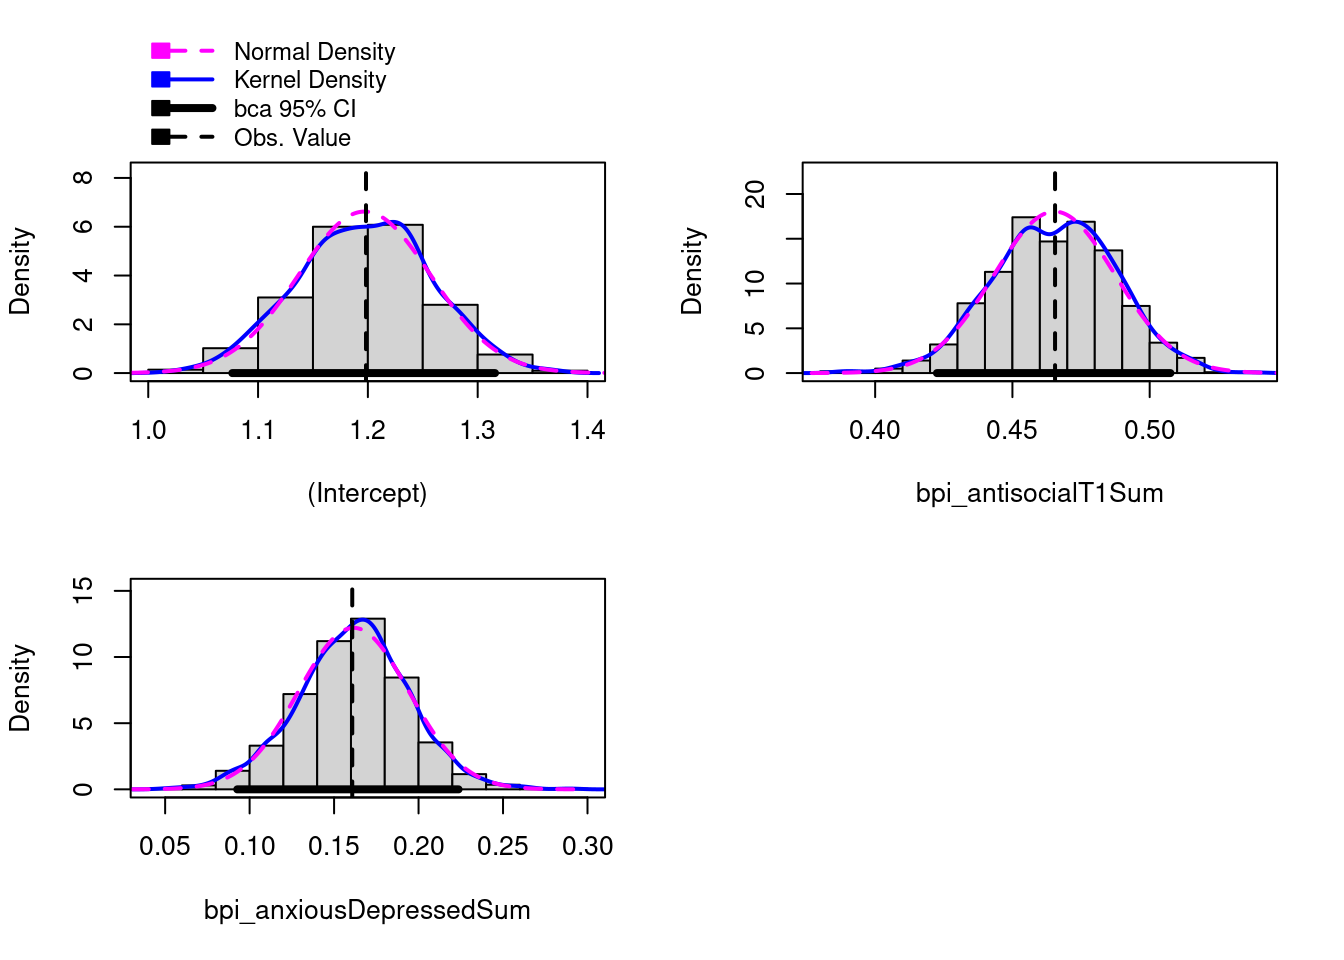 Normal Density
Kernel Density
bca 95% CI
Obs. Value
Density
0 2 4 6 8
1.0 1.1 1.2 1.3 1.4
(Intercept)
Density
0 5 10 20
0.40 0.45 0.50
bpi_antisocialT1Sum
Density
0 5 10 15
0.05 0.10 0.15 0.20 0.25 0.30
bpi_anxiousDepressedSum